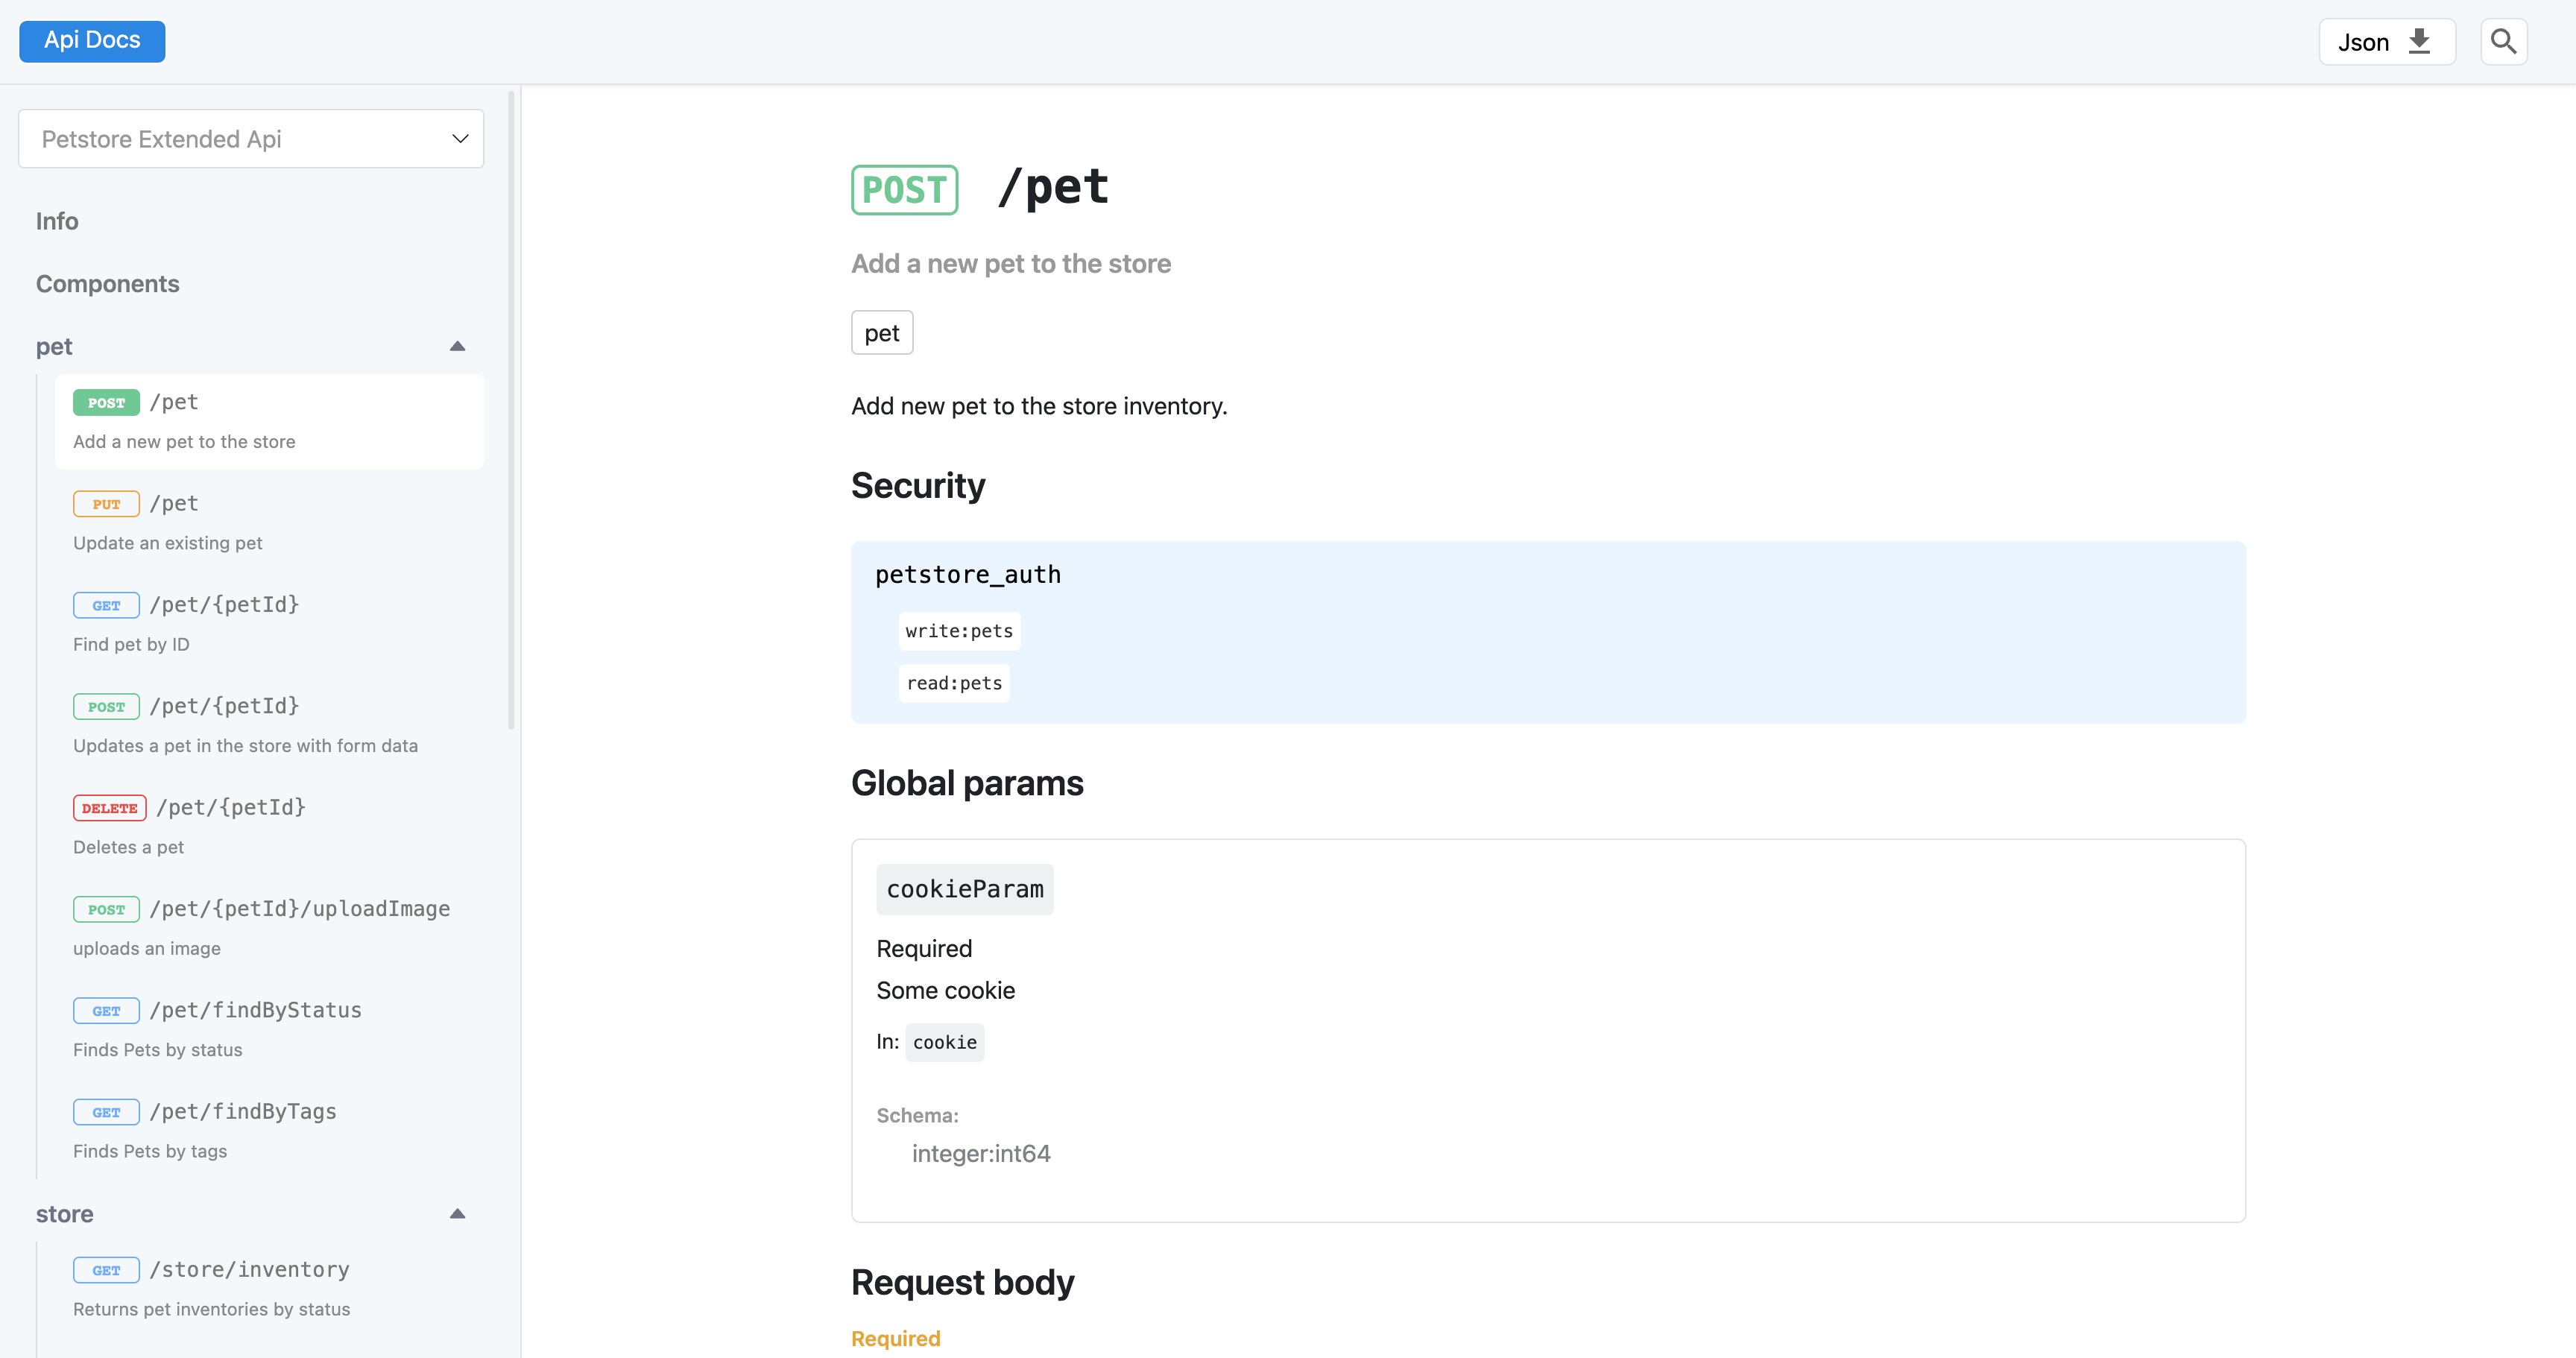 Api Docs
Json
Petstore Extended Api
Info
Components
pet
POST /pet
Add a new pet to the store
PUT /pet
Update an existing pet
GET /pet/{petId}
Find pet by ID
POST /pet/{petId}
Updates a pet in the store with form data
DELETE /pet/{petId}
Deletes a pet
POST /pet/{petId}/uploadImage
uploads an image
GET /pet/findByStatus
Finds Pets by status
GET /pet/findByTags
Finds Pets by tags
store
GET /store/inventory
Returns pet inventories by status
POST /pet
Add a new pet to the store
pet
Add new pet to the store inventory.
Security
petstore_auth
write:pets
read:pets
Global params
cookieParam
Required
Some cookie
In: cookie
Schema:
integer:int64
Request body
Required